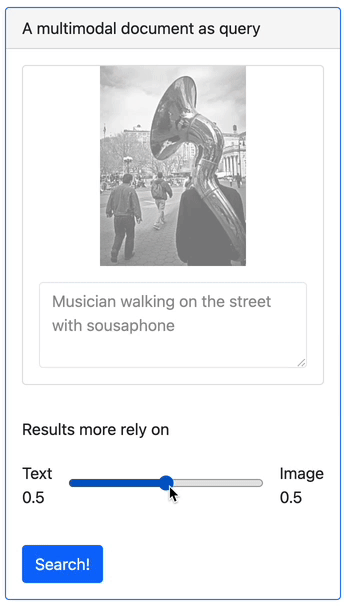 A multimodal document as query
Musician walking on the street
with sousaphone
Results more rely on
Text
Image
0.5
0.5
Search!